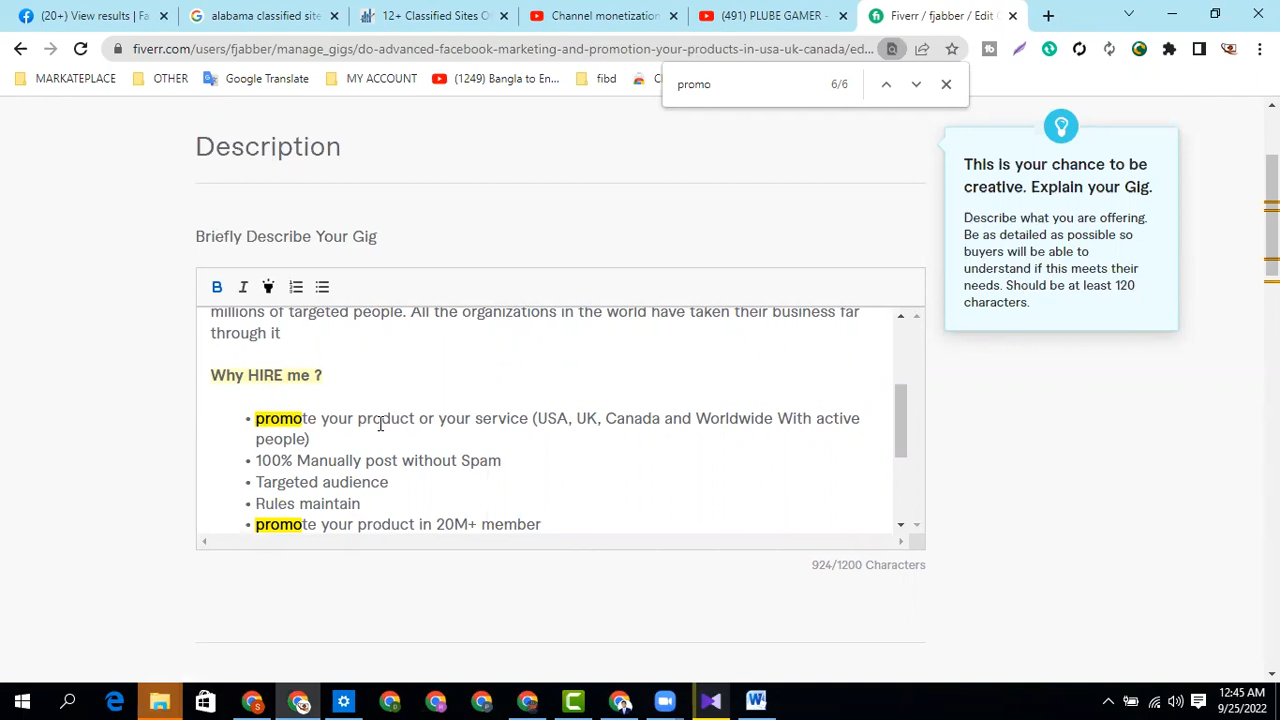 (20+) View results | Fa
alabama classified site
12+ Classified Sites O
Channel monetization
(491) PLUBE GAMER -
Fiverr / fjabber / Edit G
fiverr.com/users/fjabber/manage_gigs/do-advanced-facebook-marketing-and-promotion-your-products-in-usa-uk-canada/ed...
MARKATEPLACE
OTHER
Google Translate
MY ACCOUNT
(1249) Bangla to En...
fibd
promo
6/6
Description
Briefly Describe Your Gig
B I
millions of targeted people. All the organizations in the world have taken their business far
through it
Why HIRE me ?
• promote your product or your service (USA, UK, Canada and Worldwide With active
people)
• 100% Manually post without Spam
• Targeted audience
• Rules maintain
• promote your product in 20M+ member
924/1200 Characters
This is your chance to be
creative. Explain your Gig.
Describe what you are offering.
Be as detailed as possible so
buyers will be able to
understand if this meets their
needs. Should be at least 120
characters.
12:45 AM
9/25/2022